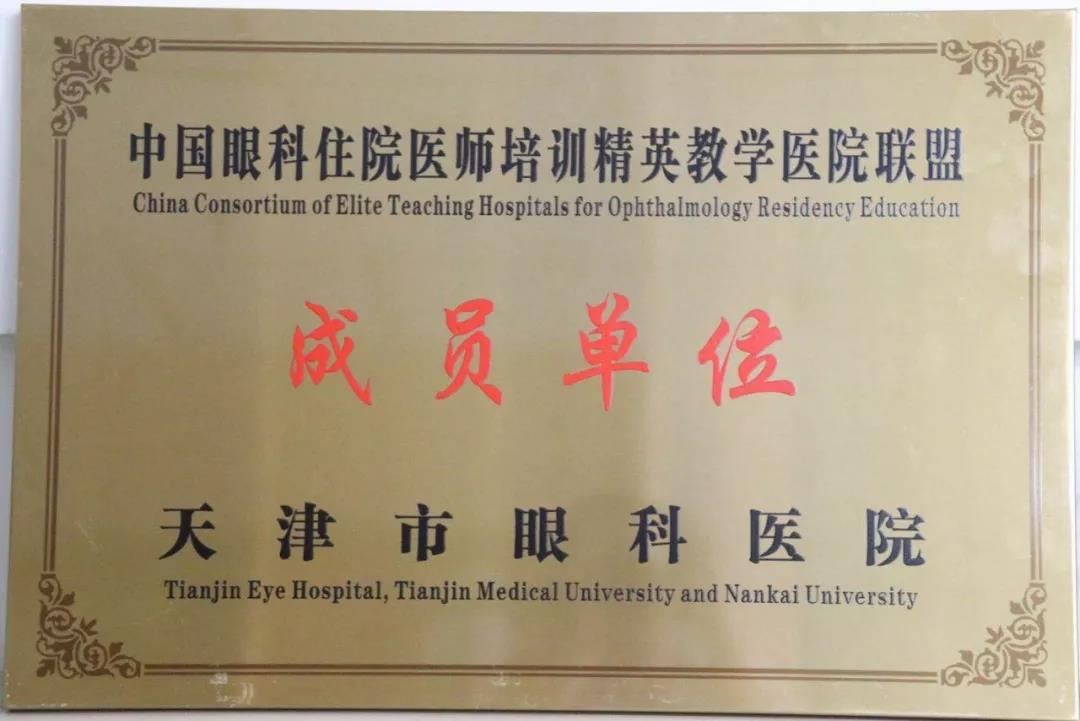 中国眼科住院医师培训精英教学医院联盟
China Consortium of Elite Teaching Hospitals for Ophthalmology Residency Education
成员单位
天津市眼科医院
Tianjin Eye Hospital, Tianjin Medical University and Nankai University